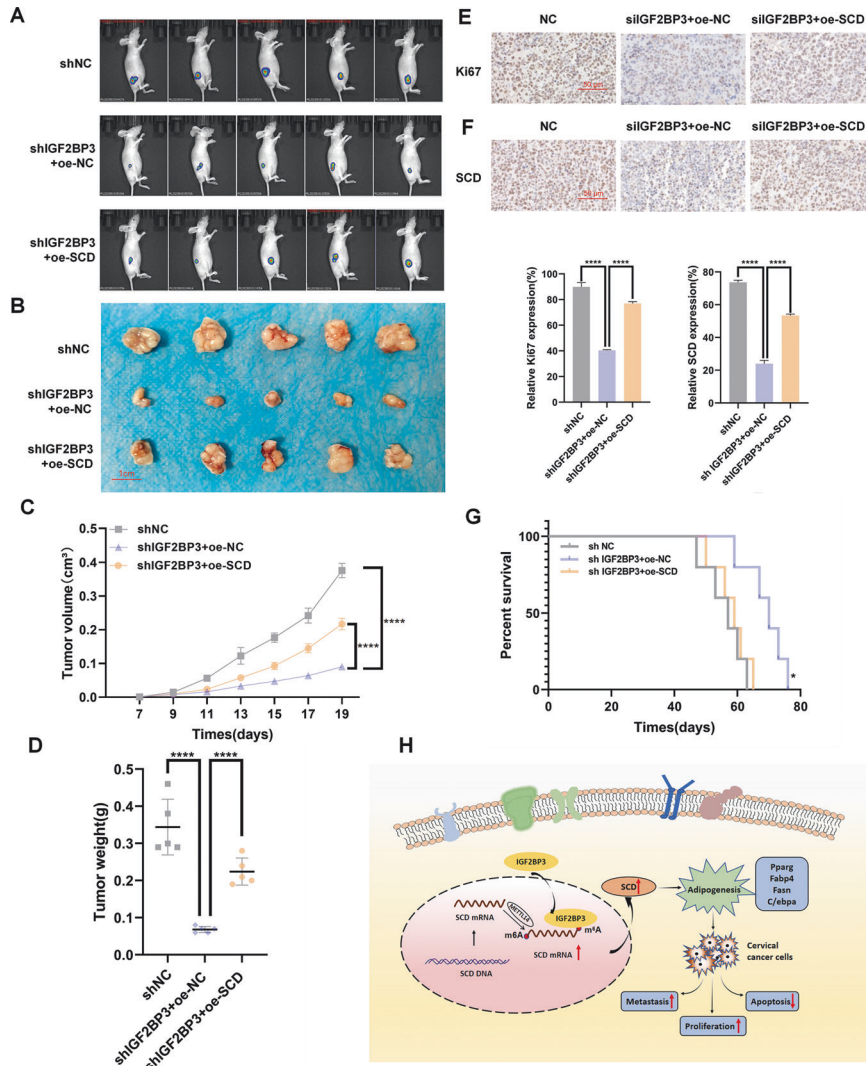 A
shNC
shIGF2BP3
+oe-NC
shIGF2BP3
+oe-SCD
B
shNC
shIGF2BP3
+oe-NC
shIGF2BP3
+oe-SCD
1cm
C
shNC
shIGF2BP3+oe-NC
shIGF2BP3+oe-SCD
Tumor volume (cm³)
0.4
0.3
0.2
0.1
0.0
7 9 11 13 15 17 19
Times(days)
****
****
D
**** ****
Tumor weight(g)
0.5
0.4
0.3
0.2
0.1
0.0
shNC
shIGF2BP3+oe-NC
shIGF2BP3+oe-SCD
E
NC siIGF2BP3+oe-NC siIGF2BP3+oe-SCD
Ki67
50 μm
F
NC siIGF2BP3+oe-NC siIGF2BP3+oe-SCD
SCD
50 μm
**** ****
Relative Ki67 expression(%)
100
80
60
40
20
0
shNC
shIGF2BP3+oe-NC
shIGF2BP3+oe-SCD
**** ****
Relative SCD expression(%)
80
60
40
20
0
shNC
sh IGF2BP3+oe-NC
shIGF2BP3+oe-SCD
G
sh NC
sh IGF2BP3+oe-NC
sh IGF2BP3+oe-SCD
Percent survival
100
50
0
0 20 40 60 80
Times(days)
*
H
IGF2BP3
SCD mRNA
METTL14
IGF2BP3
m6A
m⁶A
SCD mRNA
SCD DNA
SCD
Adipogenesis
Pparg
Fabp4
Fasn
C/ebpa
Cervical
cancer cells
Metastasis
Apoptosis
Proliferation